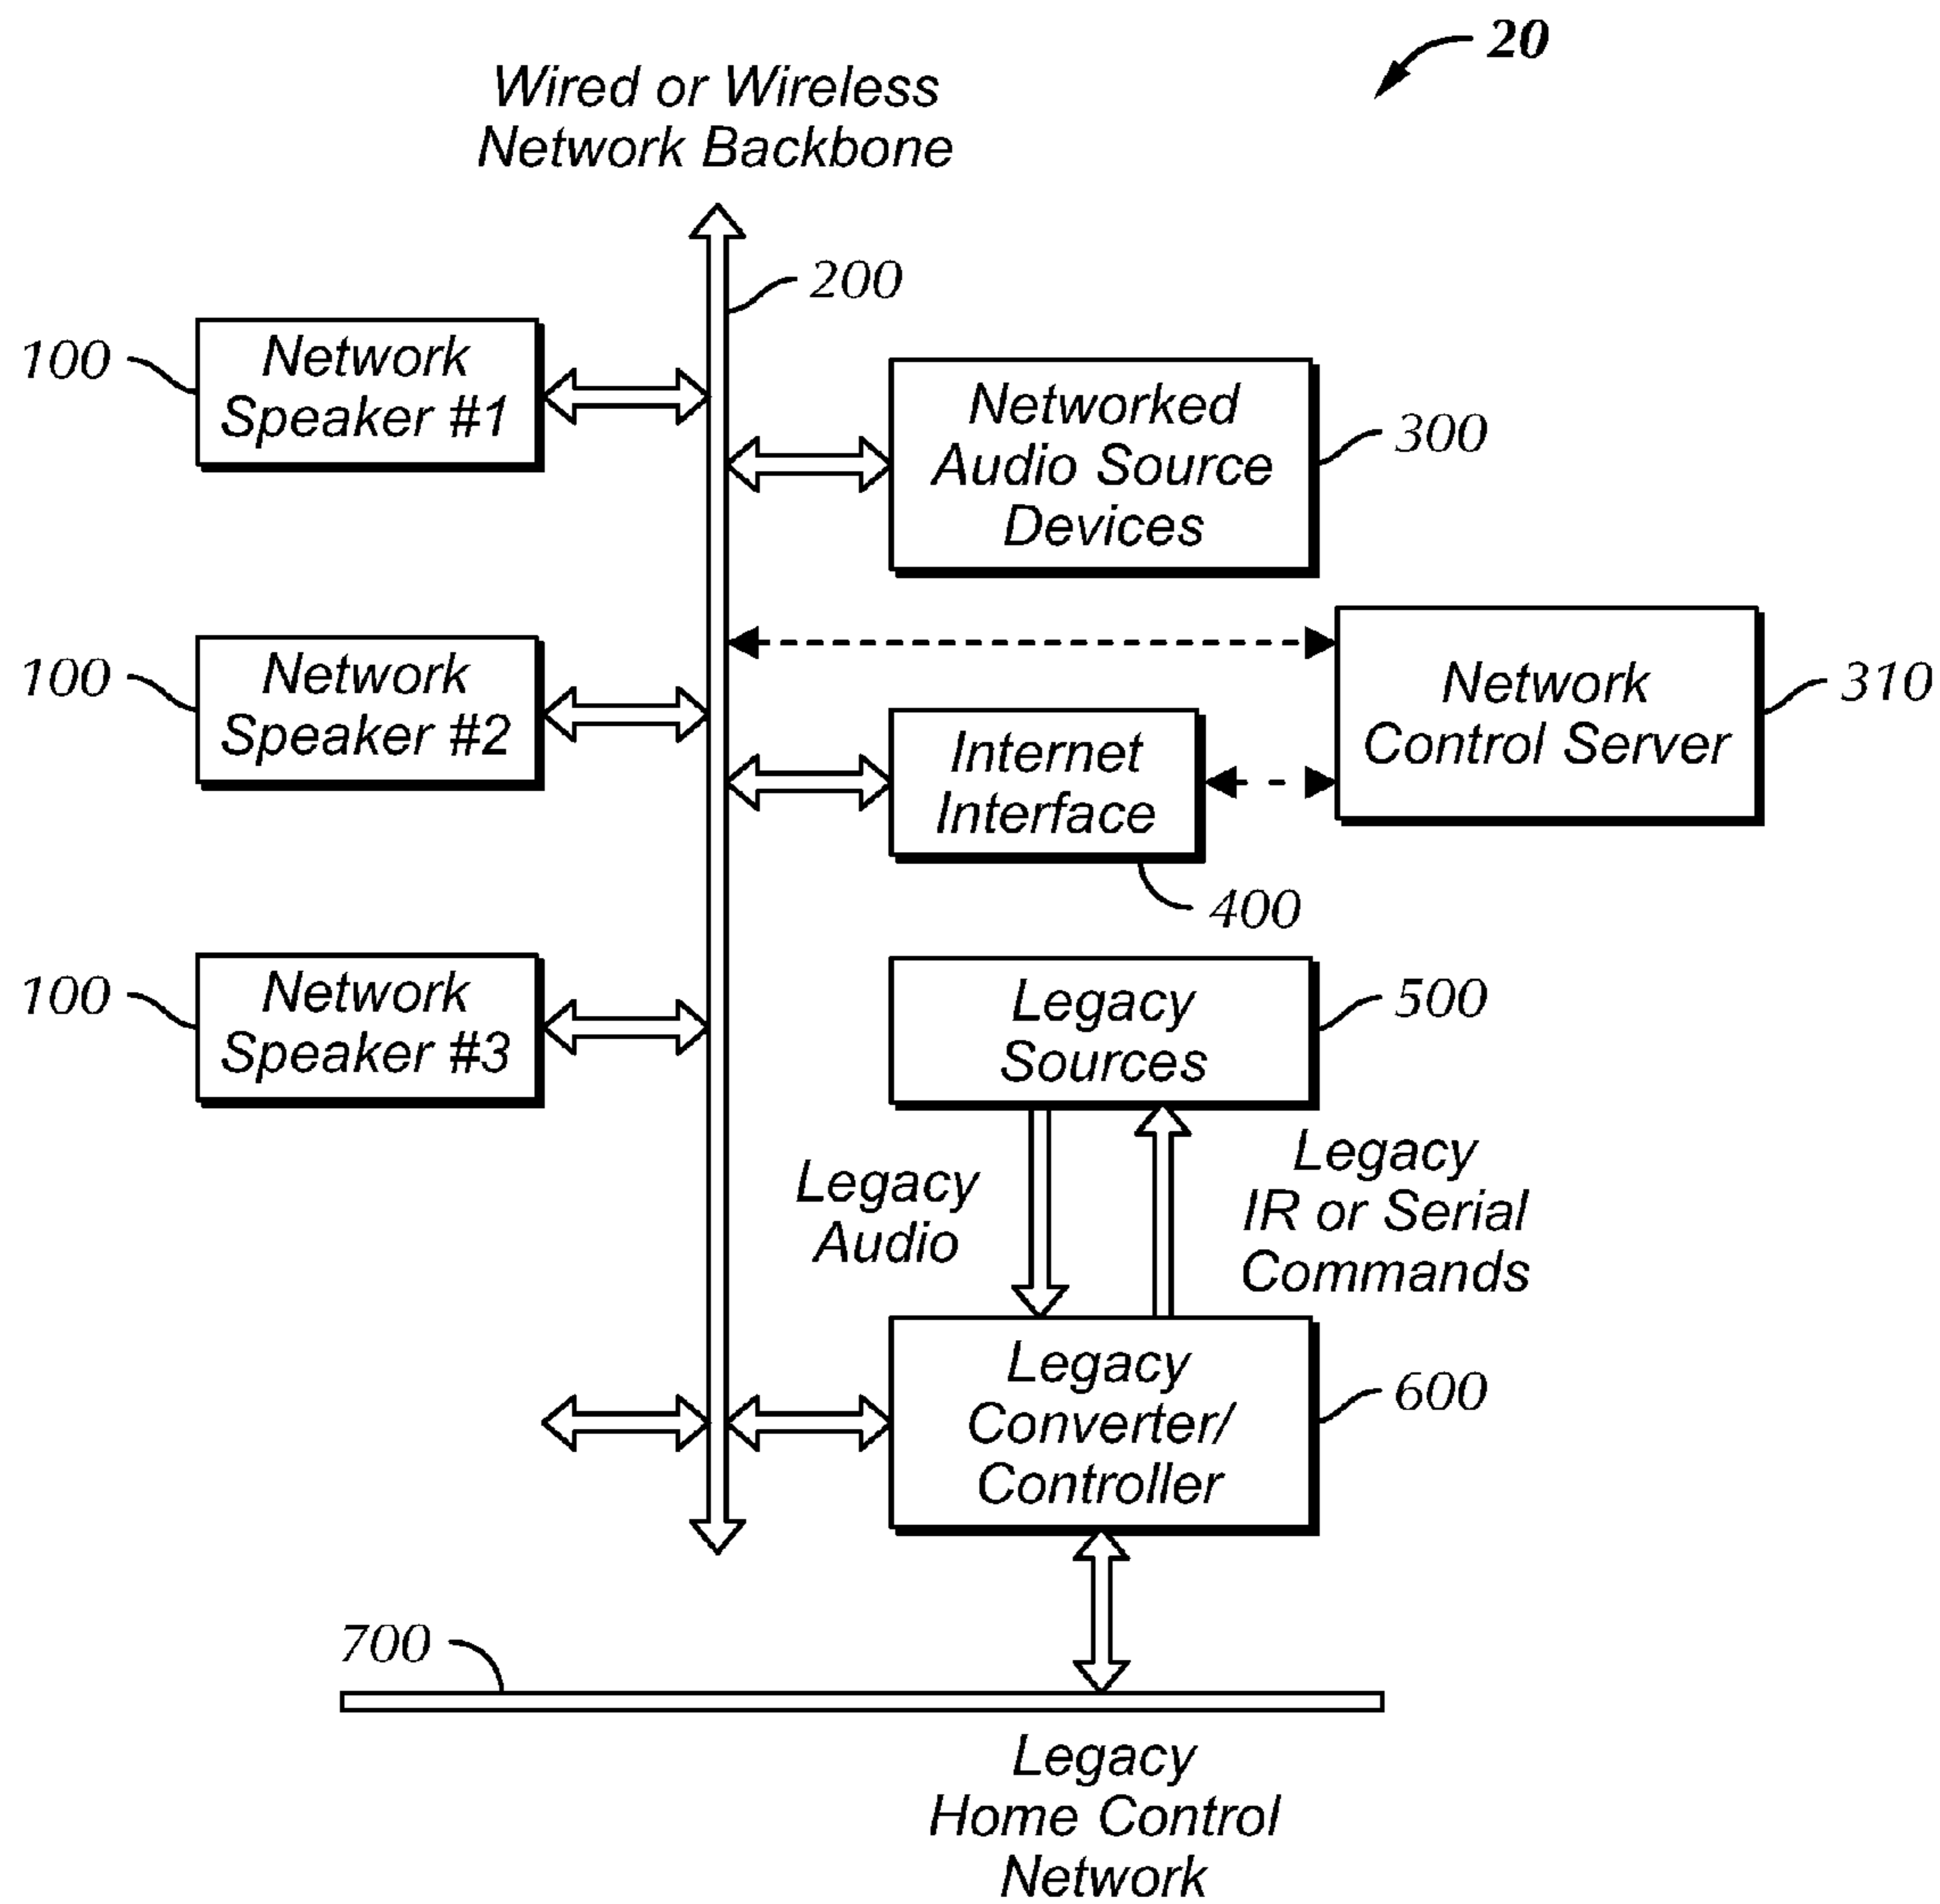 20
Wired or Wireless
Network Backbone
200
100
Network
Speaker #1
Networked
Audio Source
Devices
300
100
Network
Speaker #2
Network
Control Server
310
Internet
Interface
400
100
Network
Speaker #3
Legacy
Sources
500
Legacy
Audio
Legacy
IR or Serial
Commands
Legacy
Converter/
Controller
600
700
Legacy
Home Control
Network